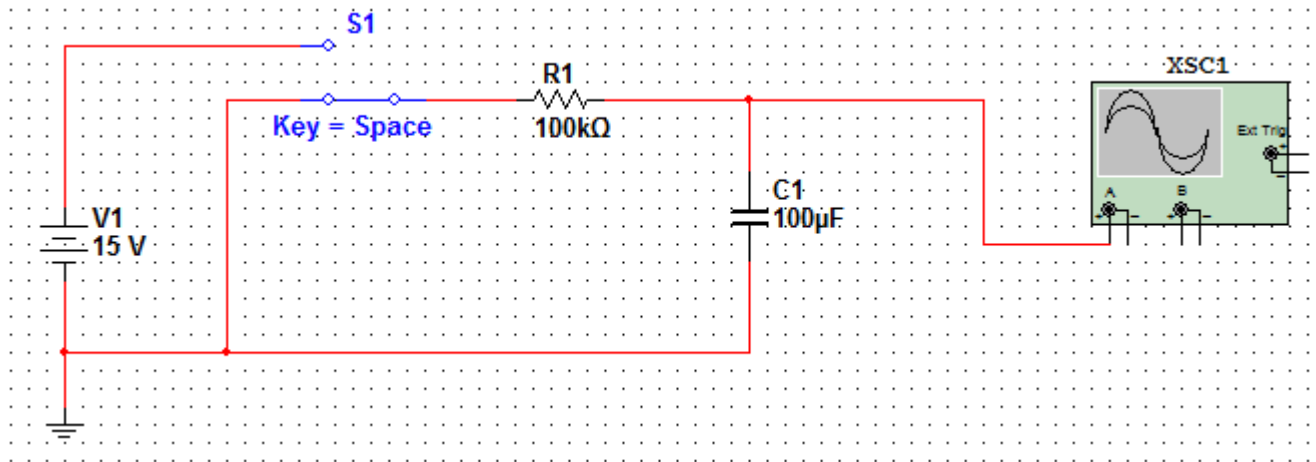 S1
XSC1
R1
Key = Space
100kΩ
Ext Trig
+
−
C1
100µF
A
B
+
−
+
−
V1
15 V